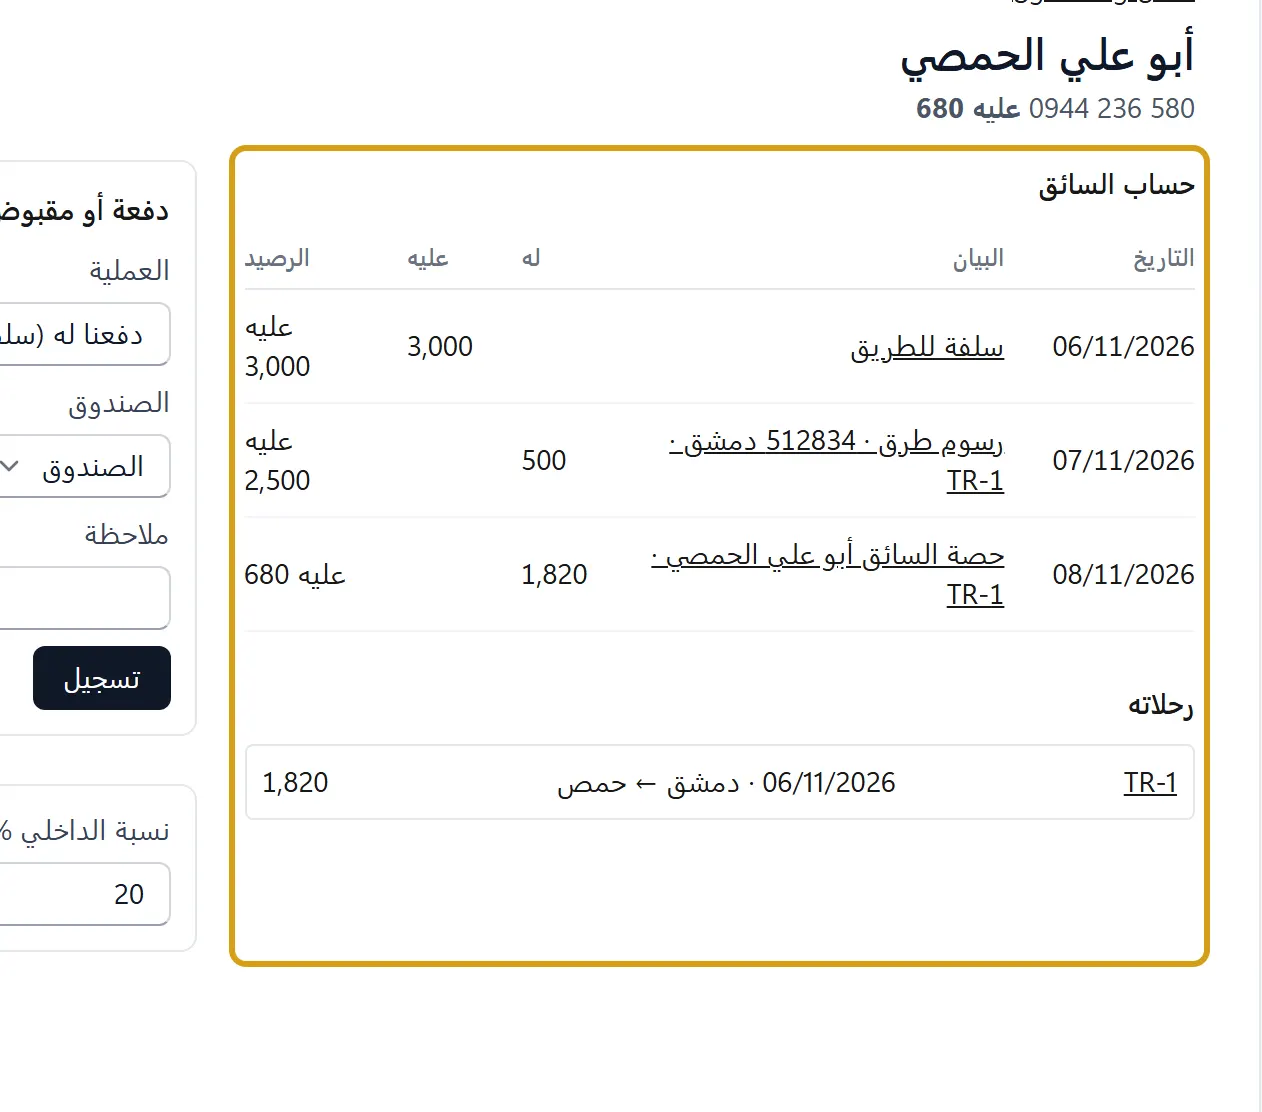 أبو علي الحمصي
0944 236 580 عليه 680
حساب السائق
التاريخ البيان له عليه الرصيد
06/11/2026 سلفة للطريق 3,000 عليه 3,000
07/11/2026 رسوم طرق · 512834 دمشق · TR-1 500 عليه 2,500
08/11/2026 حصة السائق أبو علي الحمصي · TR-1 1,820 عليه 680
رحلاته
TR-1 06/11/2026 · دمشق ← حمص 1,820
دفعة أو
العملية
دفعنا له
الصندوق
الصندوق
ملاحظة
تسجيل
نسبة الداخلي %
20